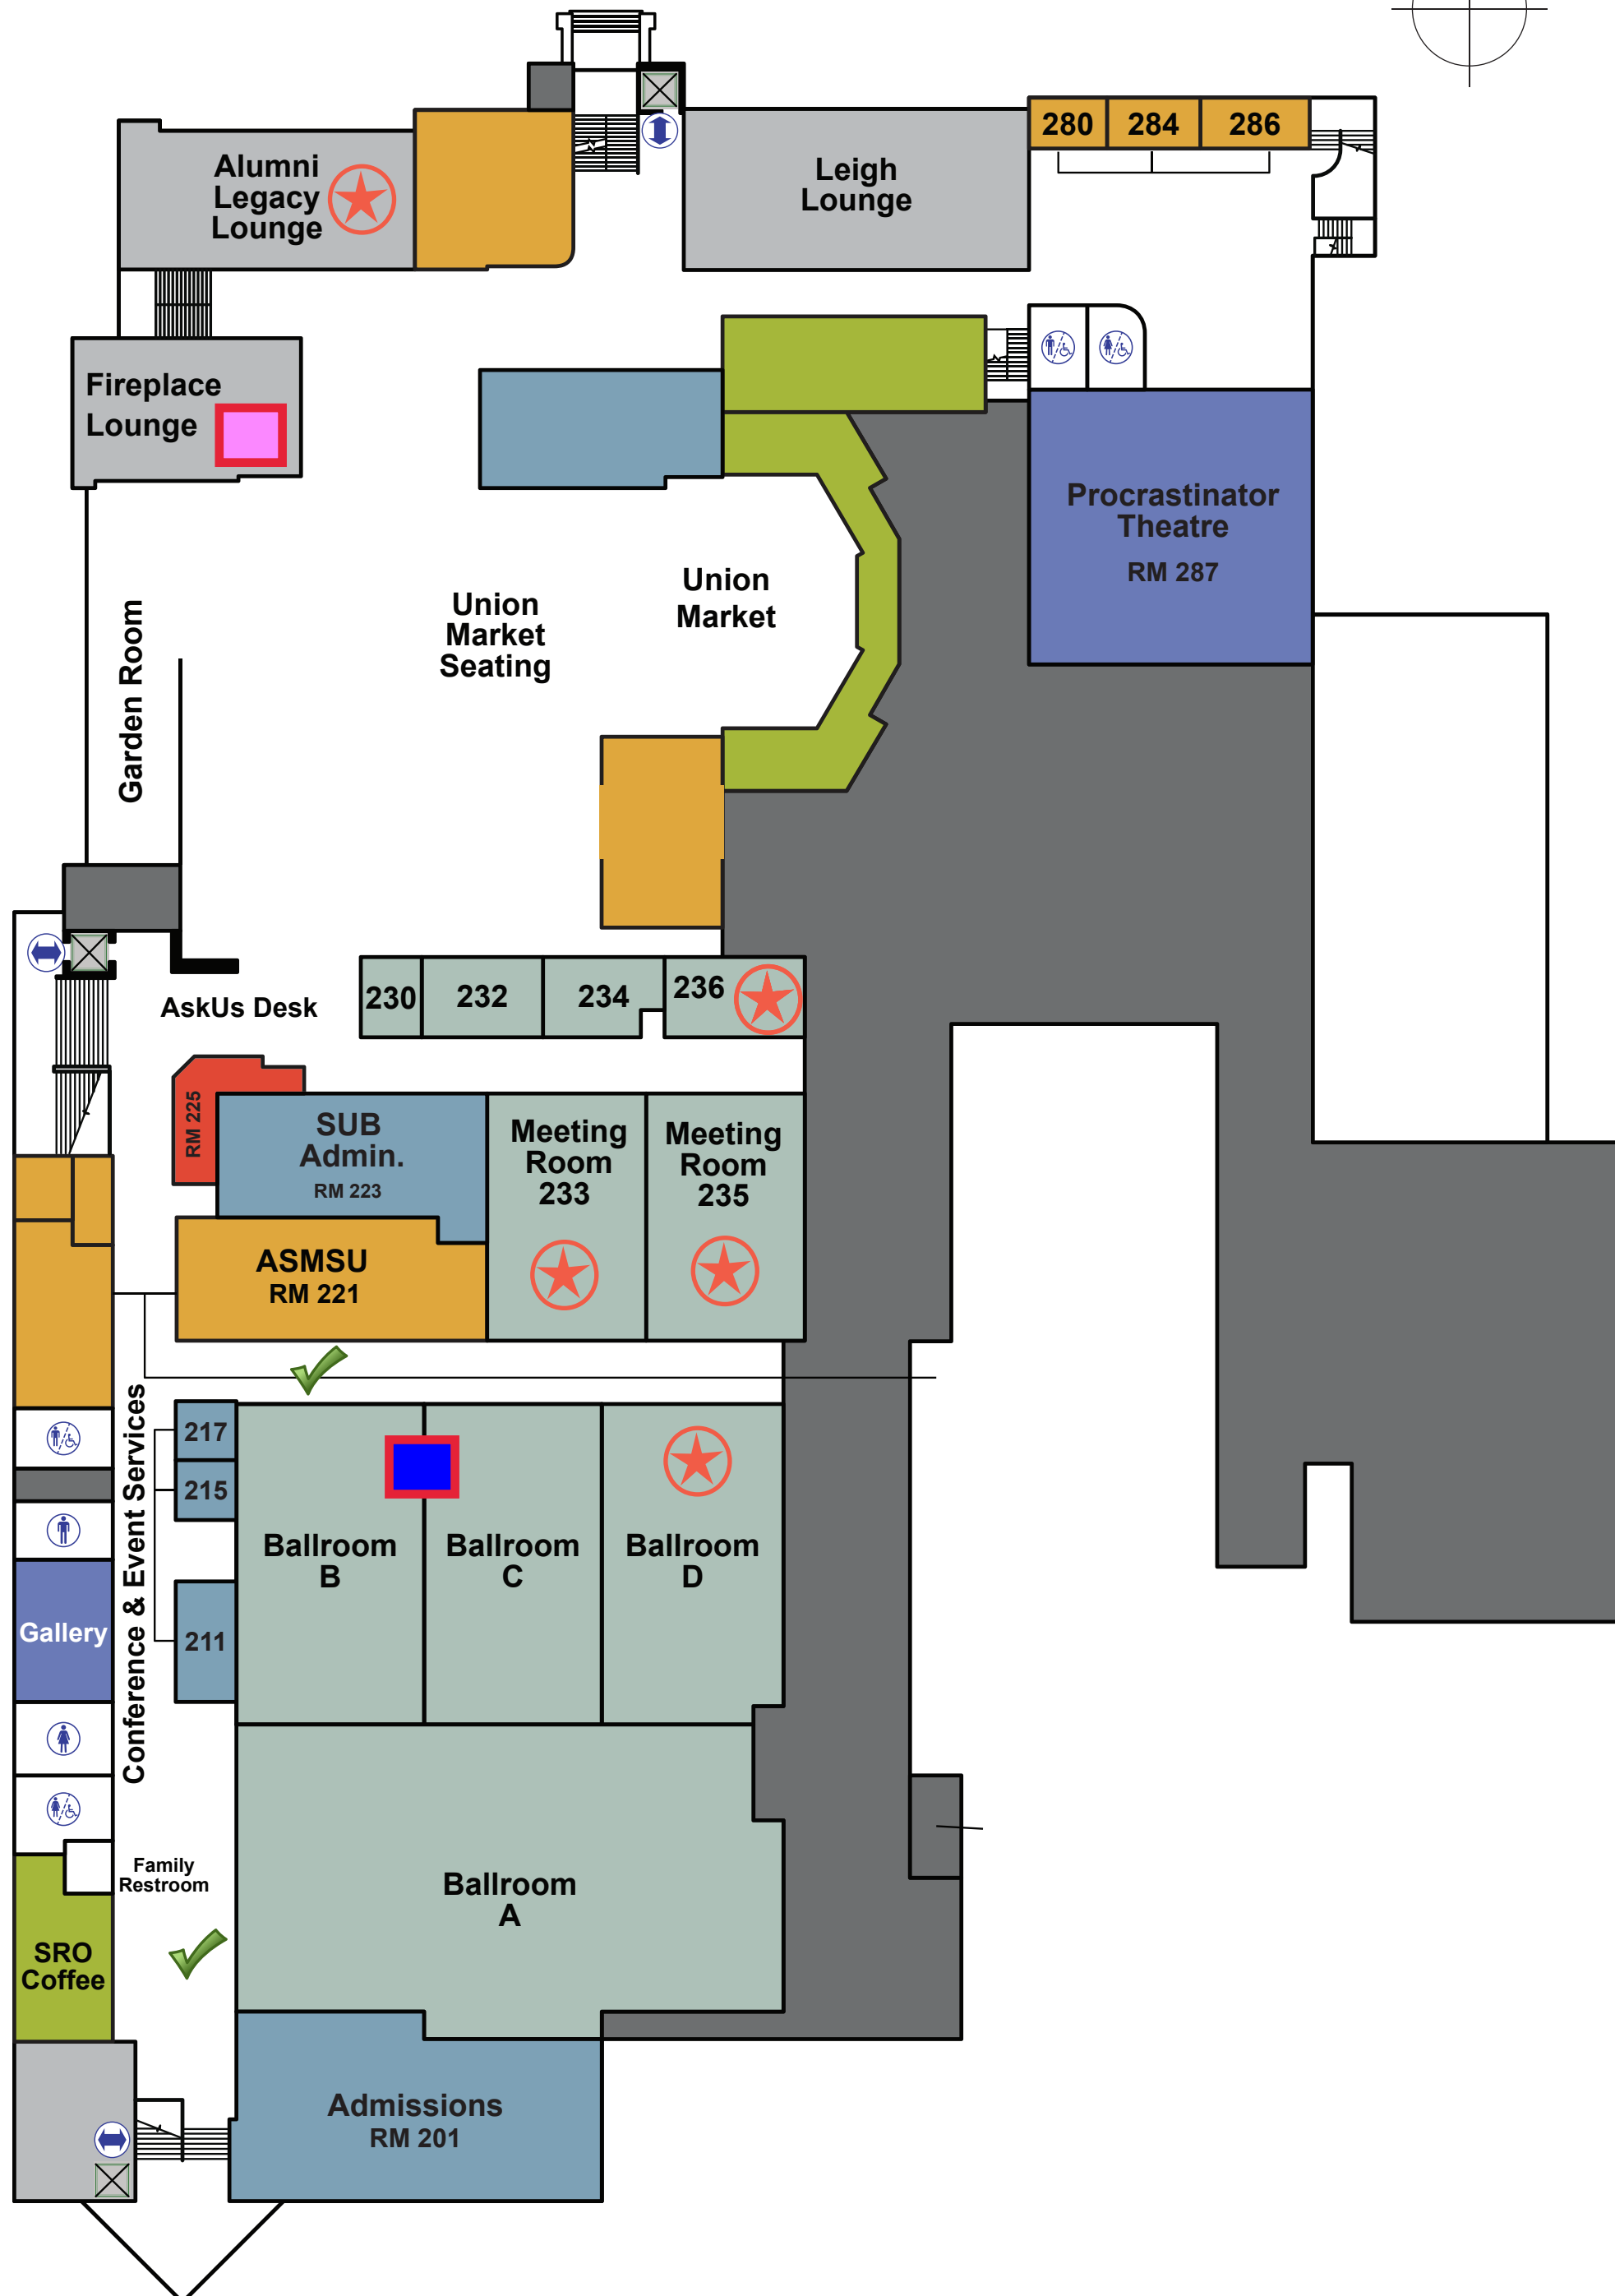 280
284
286
Alumni
Legacy
Lounge
Leigh
Lounge
Fireplace
Lounge
Procrastinator
Theatre
RM 287
Union
Market
Union
Market
Seating
Garden Room
AskUs Desk
230
232
234
236
RM 225
SUB
Admin.
RM 223
Meeting
Room
233
Meeting
Room
235
ASMSU
RM 221
Conference & Event Services
217
215
211
Ballroom
B
Ballroom
C
Ballroom
D
Gallery
Family
Restroom
Ballroom
A
SRO
Coffee
Admissions
RM 201